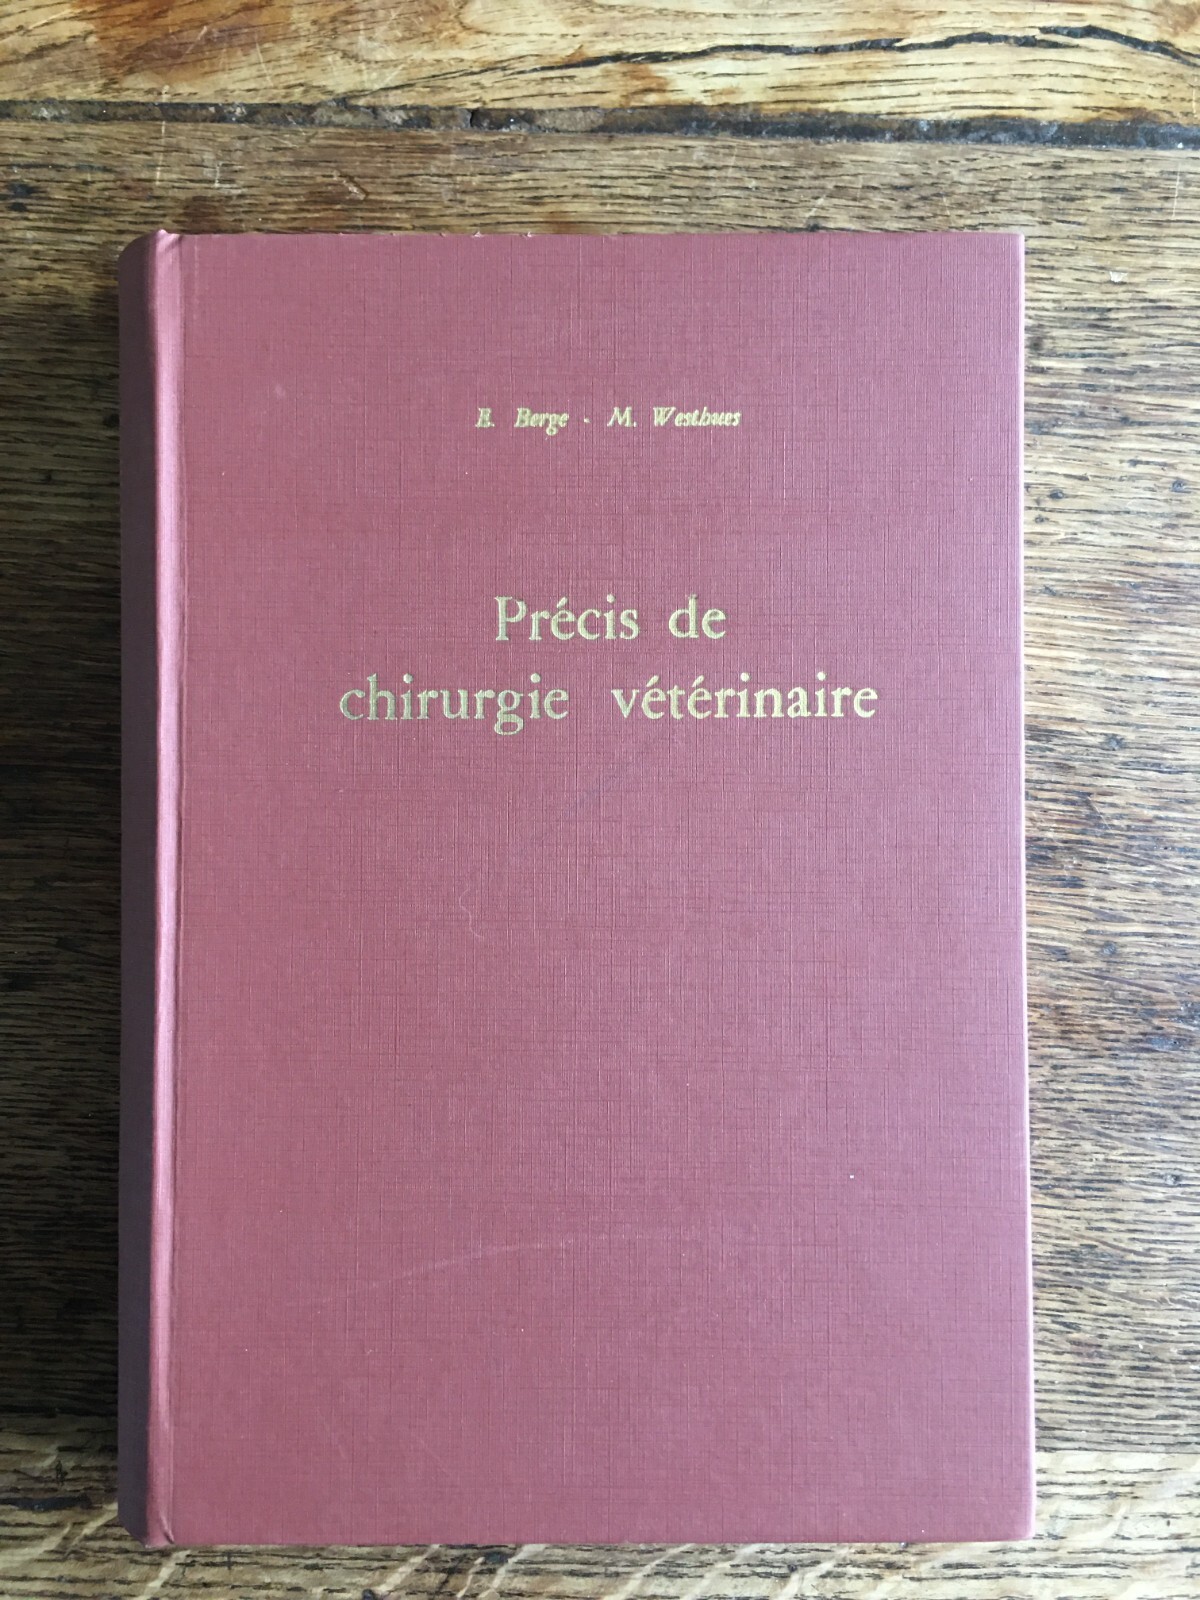 E. Berge . M. Westhues
Précis de
chirurgie vétérinaire